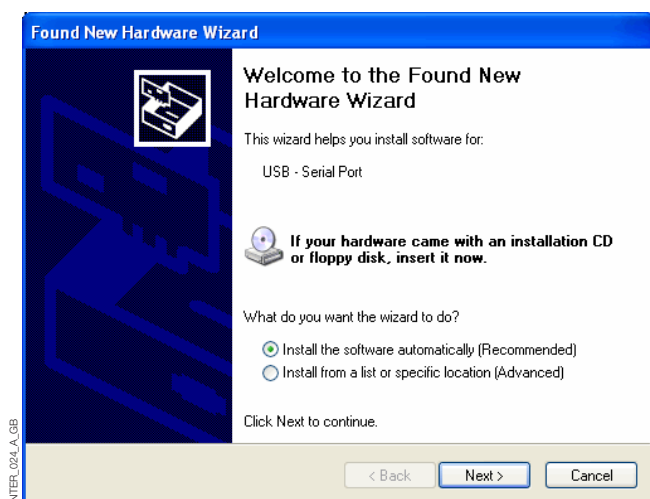 Found New Hardware Wizard
Welcome to the Found New
Hardware Wizard
This wizard helps you install software for:
USB - Serial Port
If your hardware came with an installation CD
or floppy disk, insert it now.
What do you want the wizard to do?
Install the software automatically (Recommended)
Install from a list or specific location (Advanced)
Click Next to continue.
< Back
Next >
Cancel